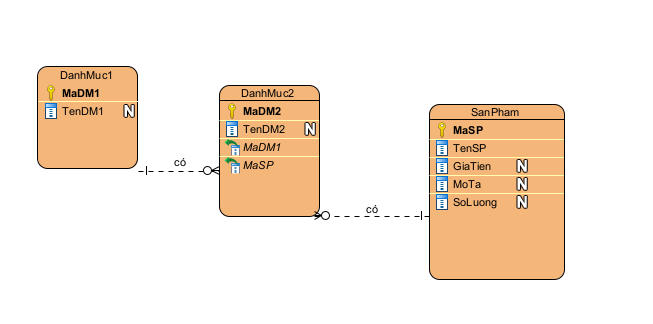 DanhMuc1
MaDM1
TenDM1 N
có
DanhMuc2
MaDM2
TenDM2 N
MaDM1
MaSP
có
SanPham
MaSP
TenSP
GiaTien N
MoTa N
SoLuong N